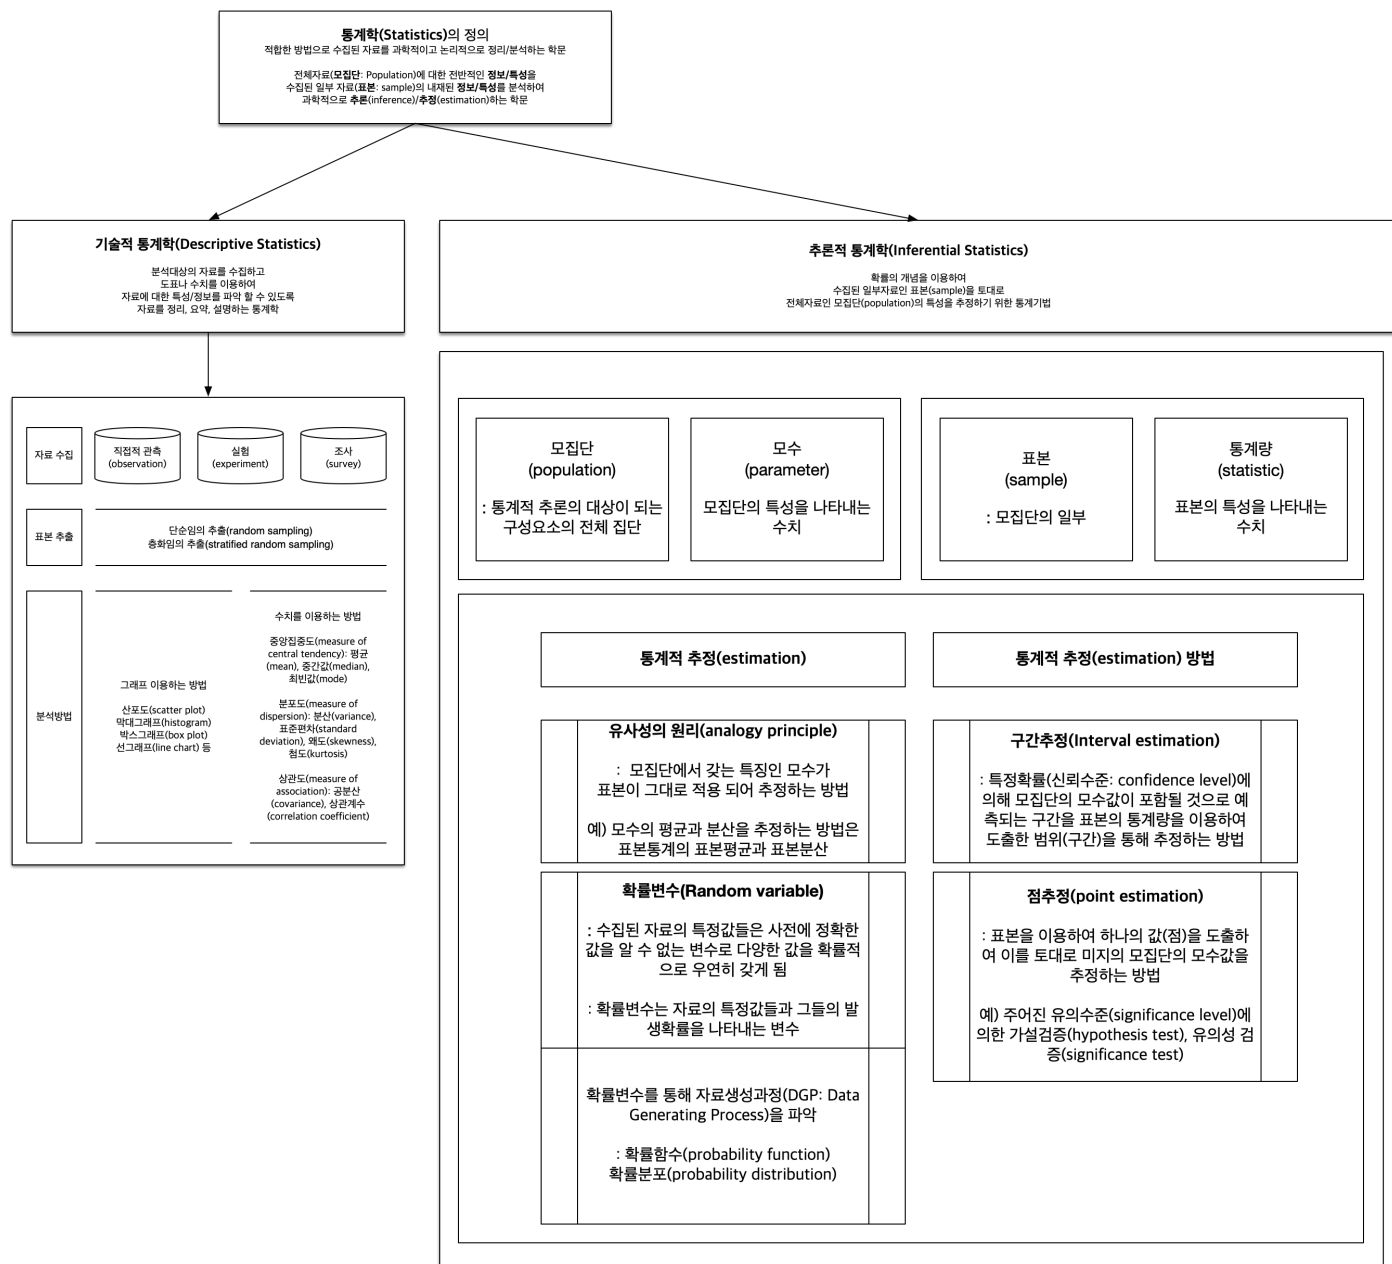 통계학(Statistics)의 정의
적합한 방법으로 수집된 자료를 과학적이고 논리적으로 정리/분석하는 학문
전체자료(모집단: Population)에 대한 전반적인 정보/특성을
수집된 일부 자료(표본: sample)의 내재된 정보/특성를 분석하여
과학적으로 추론(inference)/추정(estimation)하는 학문
기술적 통계학(Descriptive Statistics)
분석대상의 자료를 수집하고
도표나 수치를 이용하여
자료에 대한 특성/정보를 파악 할 수 있도록
자료를 정리, 요약, 설명하는 통계학
추론적 통계학(Inferential Statistics)
확률의 개념을 이용하여
수집된 일부자료인 표본(sample)을 토대로
전체자료인 모집단(population)의 특성을 추정하기 위한 통계기법
자료 수집
직접적 관측
(observation)
실험
(experiment)
조사
(survey)
표본 추출
단순임의 추출(random sampling)
층화임의 추출(stratified random sampling)
분석방법
그래프 이용하는 방법
산포도(scatter plot)
막대그래프(histogram)
박스그래프(box plot)
선그래프(line chart) 등
수치를 이용하는 방법
중앙집중도(measure of
central tendency): 평균
(mean), 중간값(median),
최빈값(mode)
분포도(measure of
dispersion): 분산(variance),
표준편차(standard
deviation), 왜도(skewness),
첨도(kurtosis)
상관도(measure of
association): 공분산
(covariance), 상관계수
(correlation coefficient)
모집단
(population)
: 통계적 추론의 대상이 되는
구성요소의 전체 집단
모수
(parameter)
모집단의 특성을 나타내는
수치
표본
(sample)
: 모집단의 일부
통계량
(statistic)
표본의 특성을 나타내는
수치
통계적 추정(estimation)
유사성의 원리(analogy principle)
: 모집단에서 갖는 특징인 모수가
표본이 그대로 적용 되어 추정하는 방법
예) 모수의 평균과 분산을 추정하는 방법은
표본통계의 표본평균과 표본분산
확률변수(Random variable)
: 수집된 자료의 특정값들은 사전에 정확한
값을 알 수 없는 변수로 다양한 값을 확률적
으로 우연히 갖게 됨
: 확률변수는 자료의 특정값들과 그들의 발
생확률을 나타내는 변수
확률변수를 통해 자료생성과정(DGP: Data
Generating Process)을 파악
: 확률함수(probability function)
확률분포(probability distribution)
통계적 추정(estimation) 방법
구간추정(Interval estimation)
: 특정확률(신뢰수준: confidence level)에
의해 모집단의 모수값이 포함될 것으로 예
측되는 구간을 표본의 통계량을 이용하여
도출한 범위(구간)을 통해 추정하는 방법
점추정(point estimation)
: 표본을 이용하여 하나의 값(점)을 도출하
여 이를 토대로 미지의 모집단의 모수값을
추정하는 방법
예) 주어진 유의수준(significance level)에
의한 가설검증(hypothesis test), 유의성 검
증(significance test)